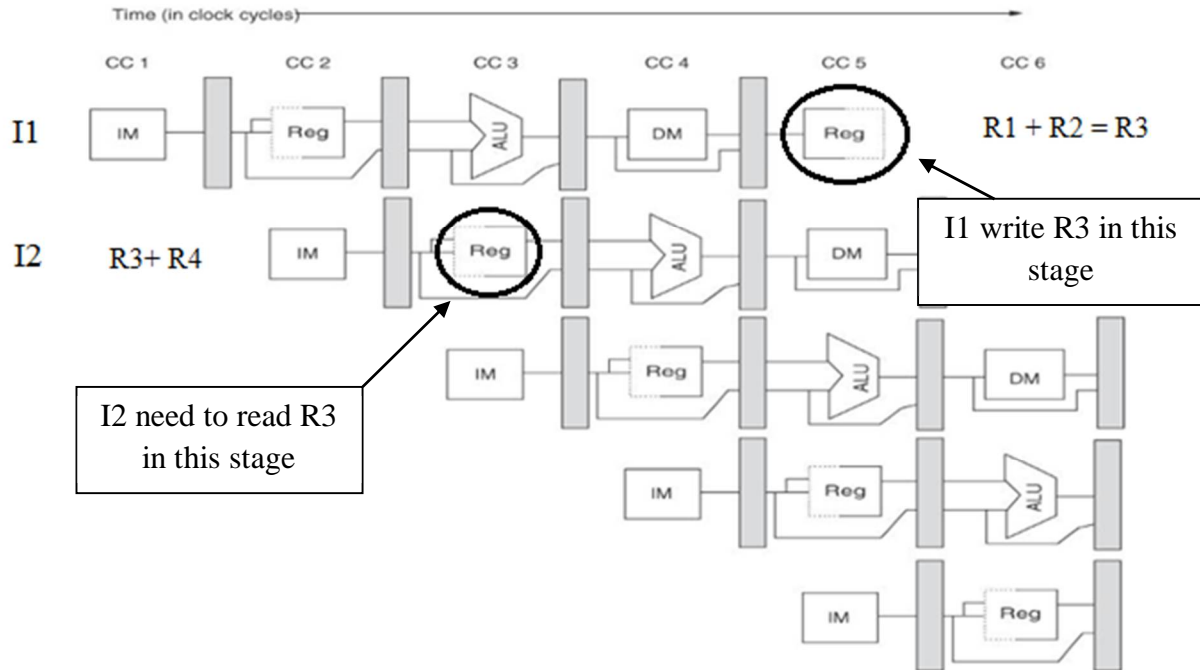 Time (in clock cycles)
CC 1 CC 2 CC 3 CC 4 CC 5 CC 6
I1 IM Reg ALU DM Reg R1 + R2 = R3
I1 write R3 in this
stage
I2 R3+ R4 IM Reg ALU DM
IM Reg ALU DM
I2 need to read R3
in this stage
IM Reg ALU
IM Reg